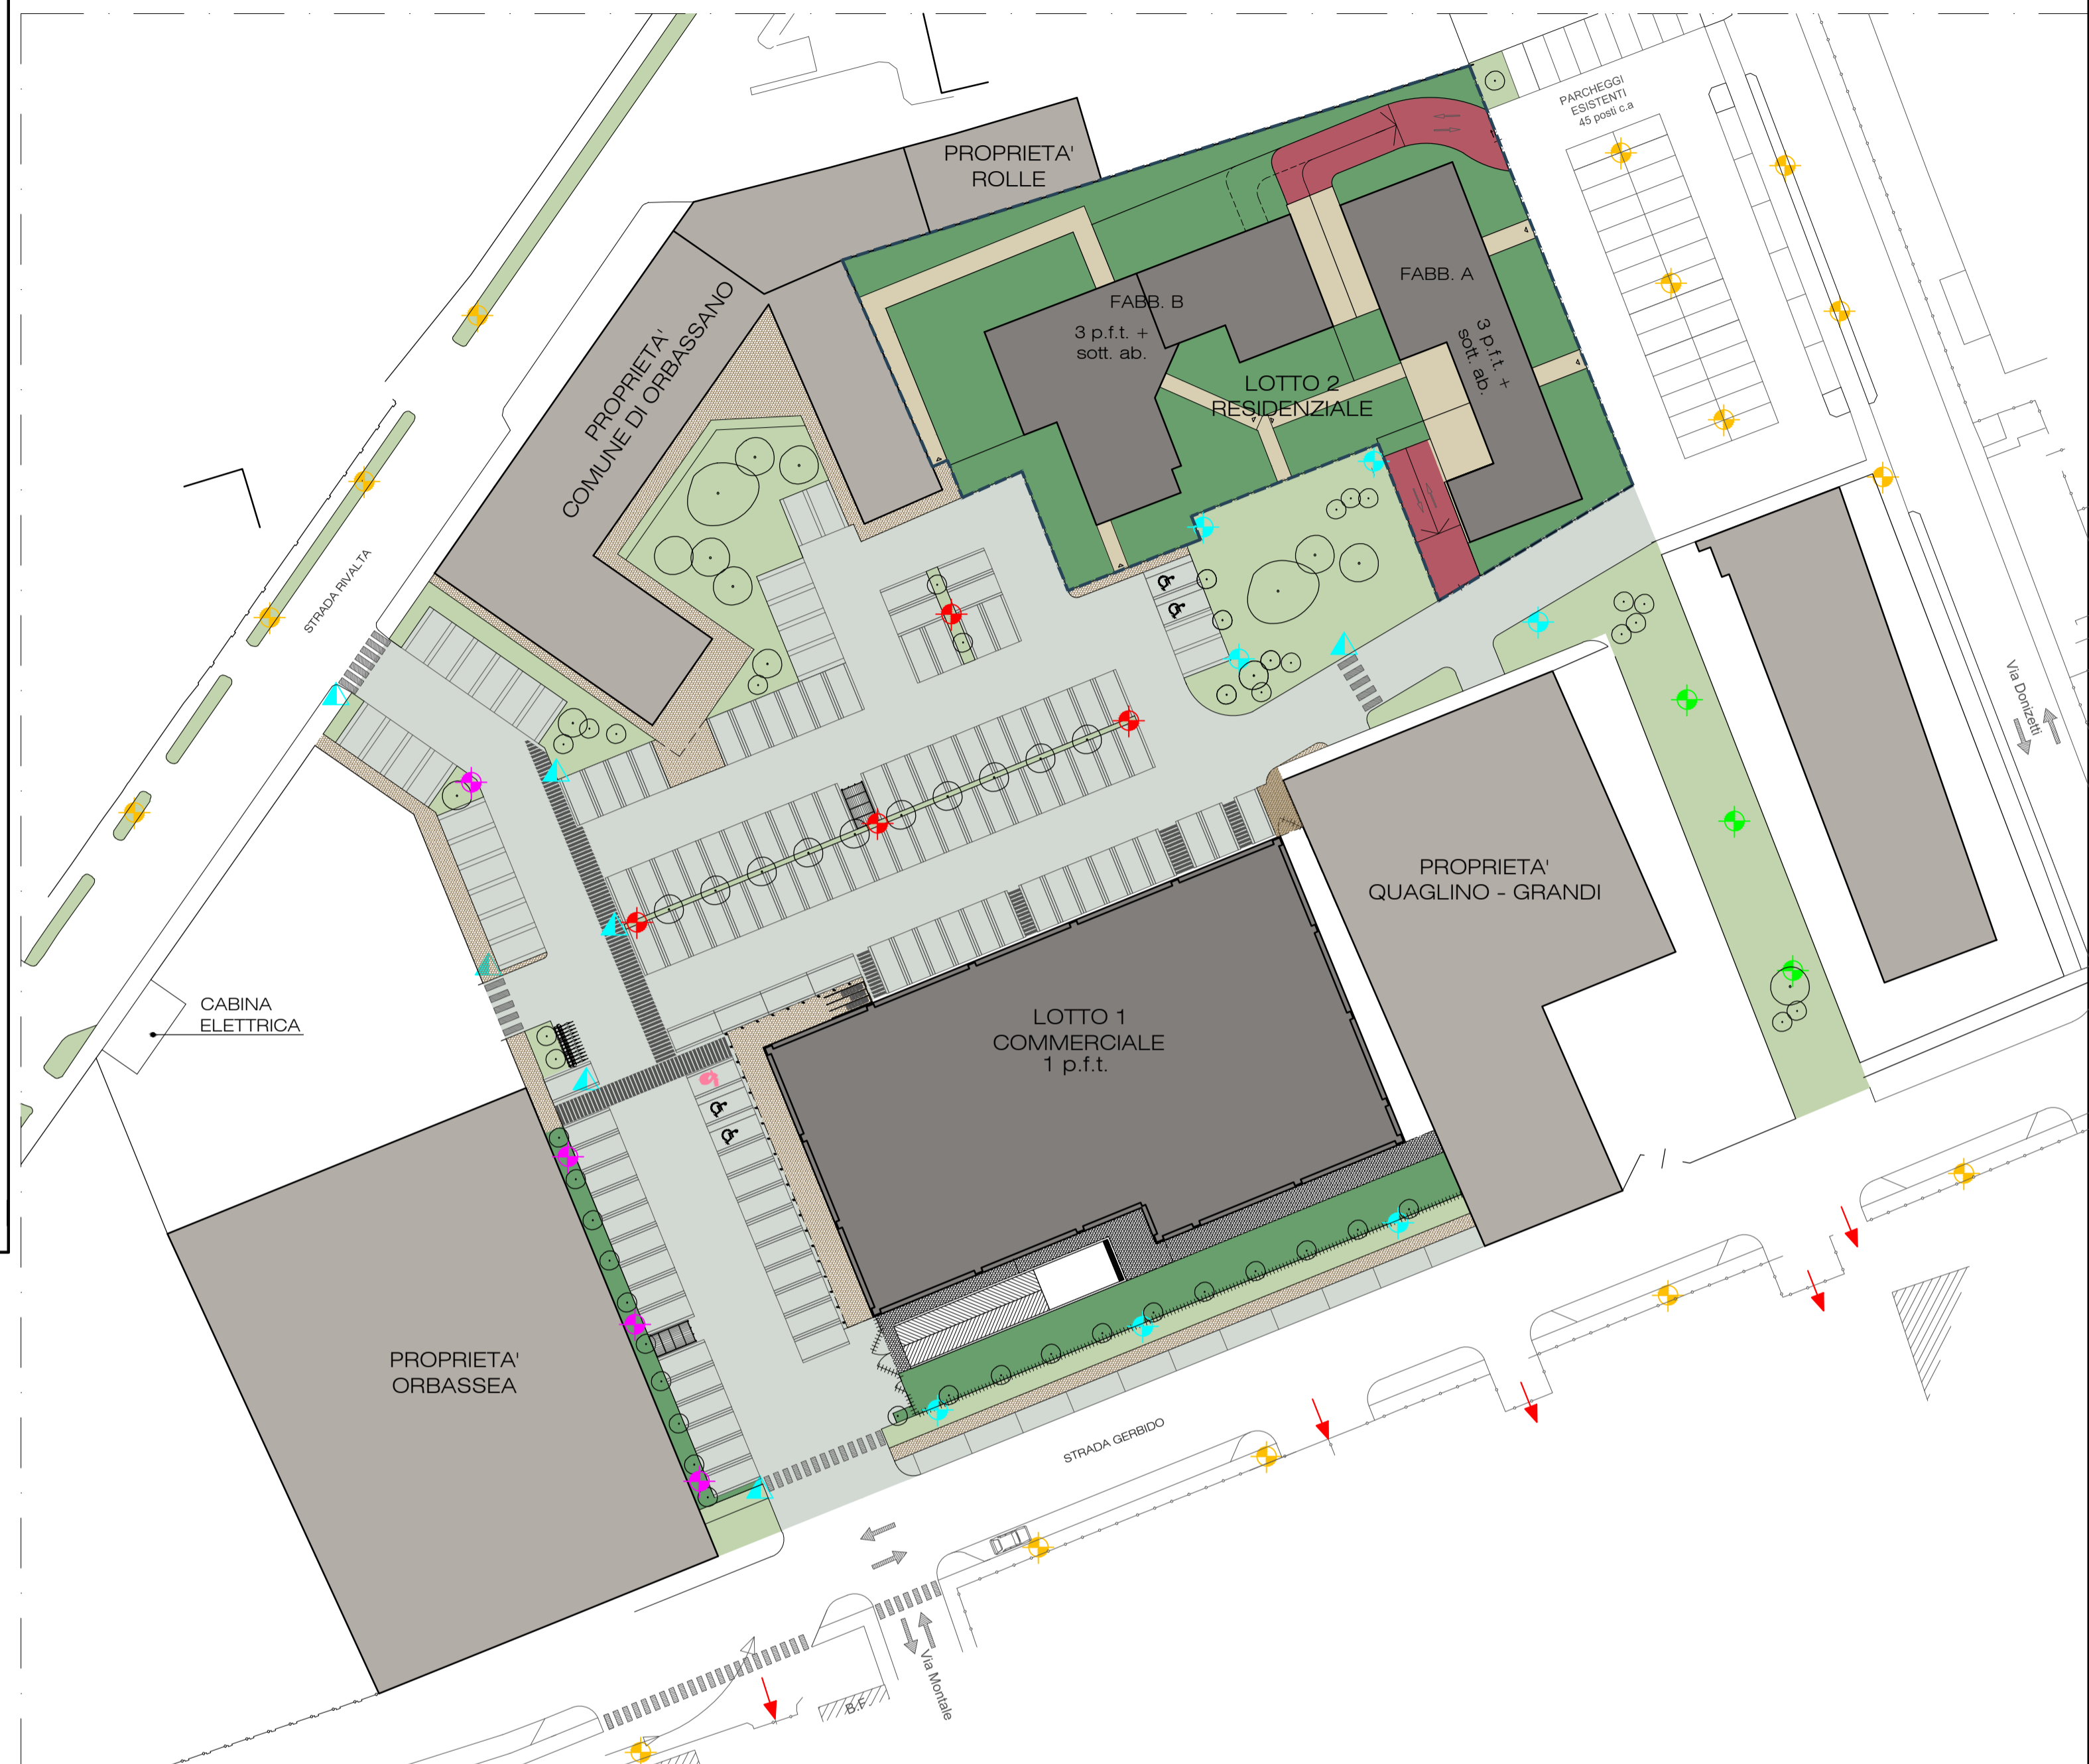 PARCHEGGI
ESISTENTI
45 posti c.a
PROPRIETA'
ROLLE
FABB. A
3 p.f.t. +
sott. ab.
FABB. B
3 p.f.t. +
sott. ab.
LOTTO 2
RESIDENZIALE
PROPRIETA'
COMUNE DI ORBASSANO
STRADA RIVALTA
Via Donizetti
PROPRIETA'
QUAGLINO - GRANDI
CABINA
ELETTRICA
LOTTO 1
COMMERCIALE
1 p.f.t.
PROPRIETA'
ORBASSEA
STRADA GERBIDO
Via Montale
B.F.